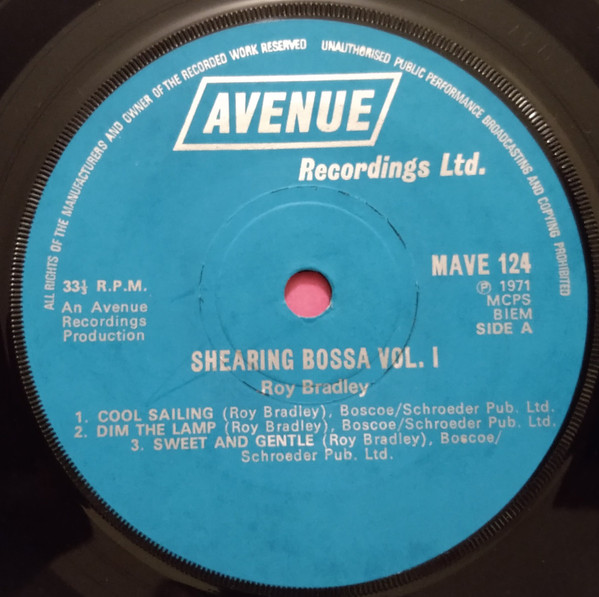 ALL RIGHTS OF THE MANUFACTURERS AND OWNER OF THE RECORDED WORK RESERVED UNAUTHORISED PUBLIC PERFORMANCE BROADCASTING AND COPYING PROHIBITED
AVENUE
Recordings Ltd.
MAVE 124
33⅓ R.P.M.
℗ 1971
An Avenue
MCPS
Recordings
BIEM
Production
SIDE A
SHEARING BOSSA VOL. I
Roy Bradley
1. COOL SAILING (Roy Bradley), Boscoe/Schroeder Pub. Ltd.
2. DIM THE LAMP (Roy Bradley), Boscoe/Schroeder Pub. Ltd.
3. SWEET AND GENTLE (Roy Bradley), Boscoe/
Schroeder Pub. Ltd.